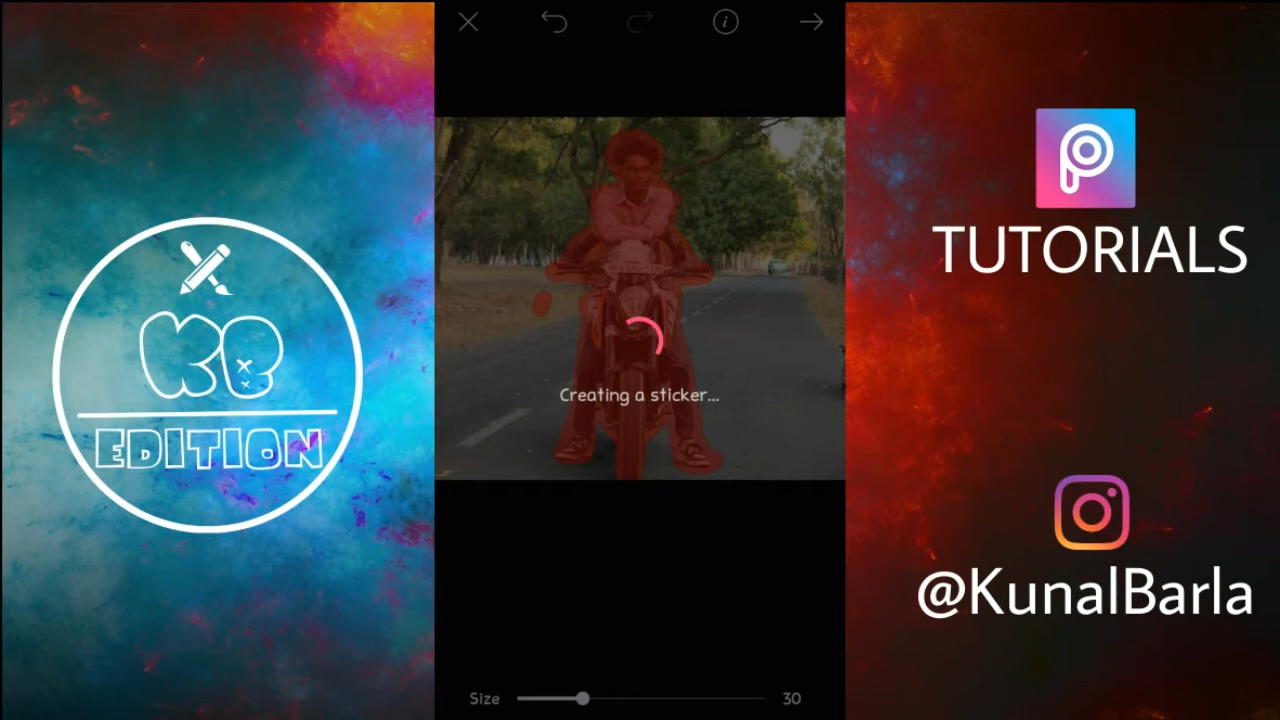 KB
EDITION
Creating a sticker...
Size
30
TUTORIALS
@KunalBarla